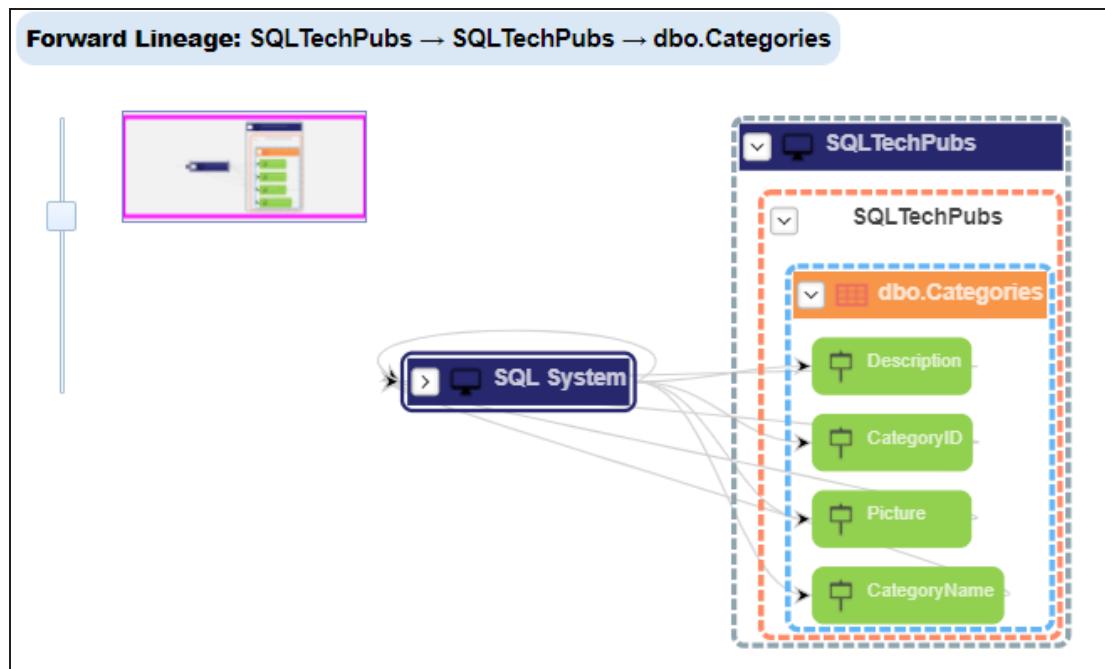 Forward Lineage: SQLTechPubs → SQLTechPubs → dbo.Categories
SQLTechPubs
SQLTechPubs
dbo.Categories
SQL System
Description
CategoryID
Picture
CategoryName